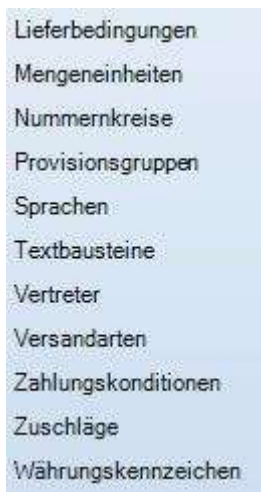 Lieferbedingungen
Mengeneinheiten
Nummernkreise
Provisionsgruppen
Sprachen
Textbausteine
Vertreter
Versandarten
Zahlungskonditionen
Zuschläge
Währungskennzeichen